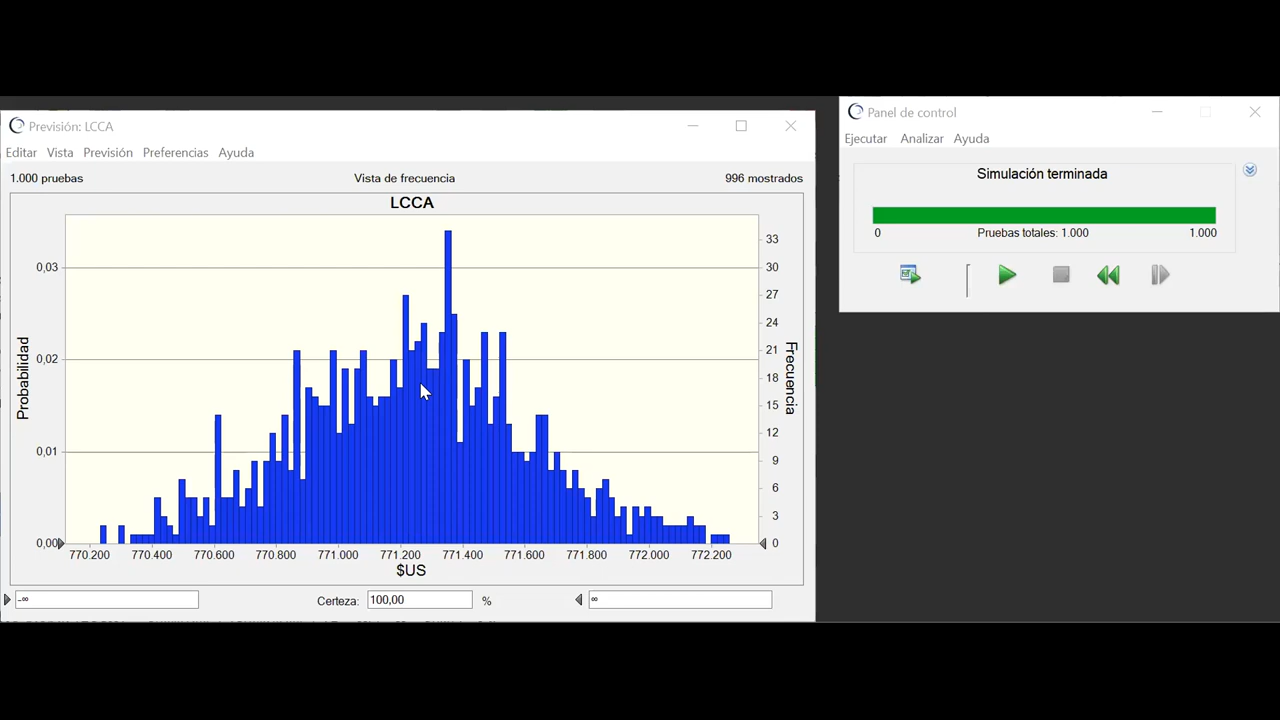 Previsión: LCCA
Editar Vista Previsión Preferencias Ayuda
1.000 pruebas Vista de frecuencia 996 mostrados
LCCA
Probabilidad
0,03
0,02
0,01
0,00
33
30
27
24
21
18
15
12
9
6
3
0
Frecuencia
770.200 770.400 770.600 770.800 771.000 771.200 771.400 771.600 771.800 772.000 772.200
$US
-∞ Certeza: 100,00 % ∞
Panel de control
Ejecutar Analizar Ayuda
Simulación terminada
0 Pruebas totales: 1.000 1.000